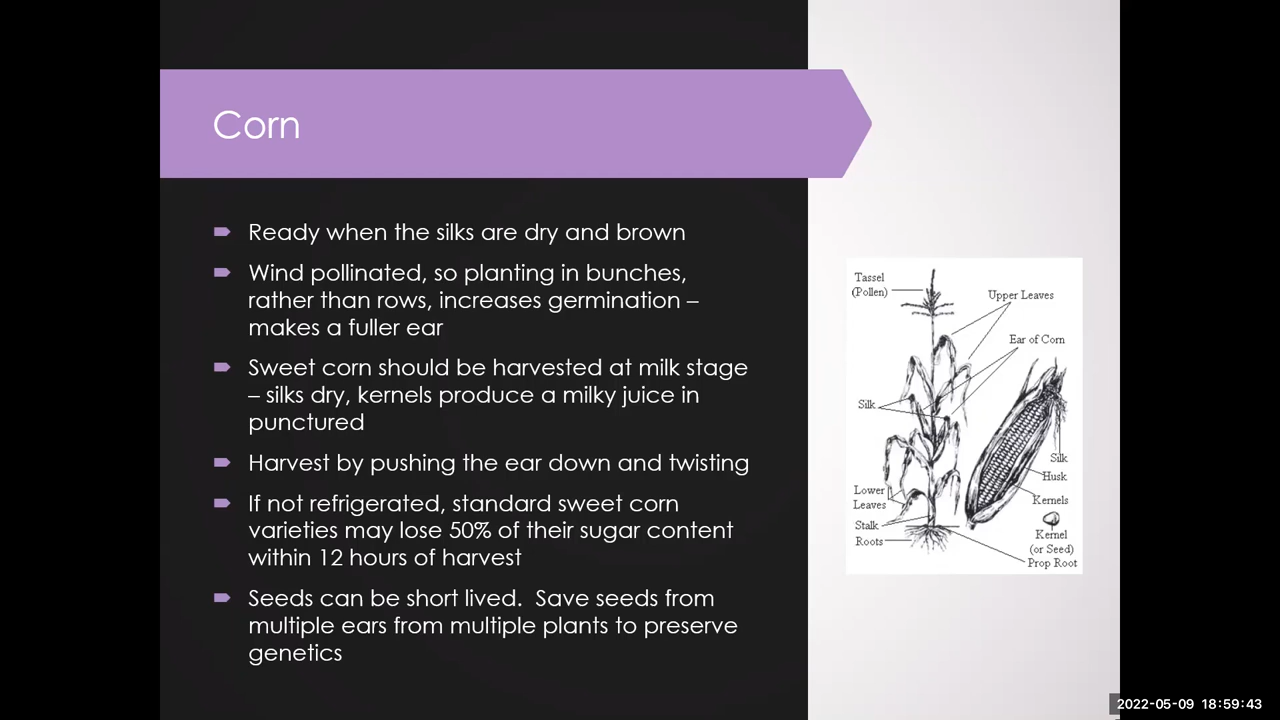 Corn
Ready when the silks are dry and brown
Wind pollinated, so planting in bunches,
rather than rows, increases germination –
makes a fuller ear
Sweet corn should be harvested at milk stage
– silks dry, kernels produce a milky juice in
punctured
Harvest by pushing the ear down and twisting
If not refrigerated, standard sweet corn
varieties may lose 50% of their sugar content
within 12 hours of harvest
Seeds can be short lived.  Save seeds from
multiple ears from multiple plants to preserve
genetics
Tassel
(Pollen)
Upper Leaves
Ear of Corn
Silk
Silk
Husk
Lower
Leaves
Kernels
Stalk
Kernel
(or Seed)
Roots
Prop Root
2022-05-09 18:59:43